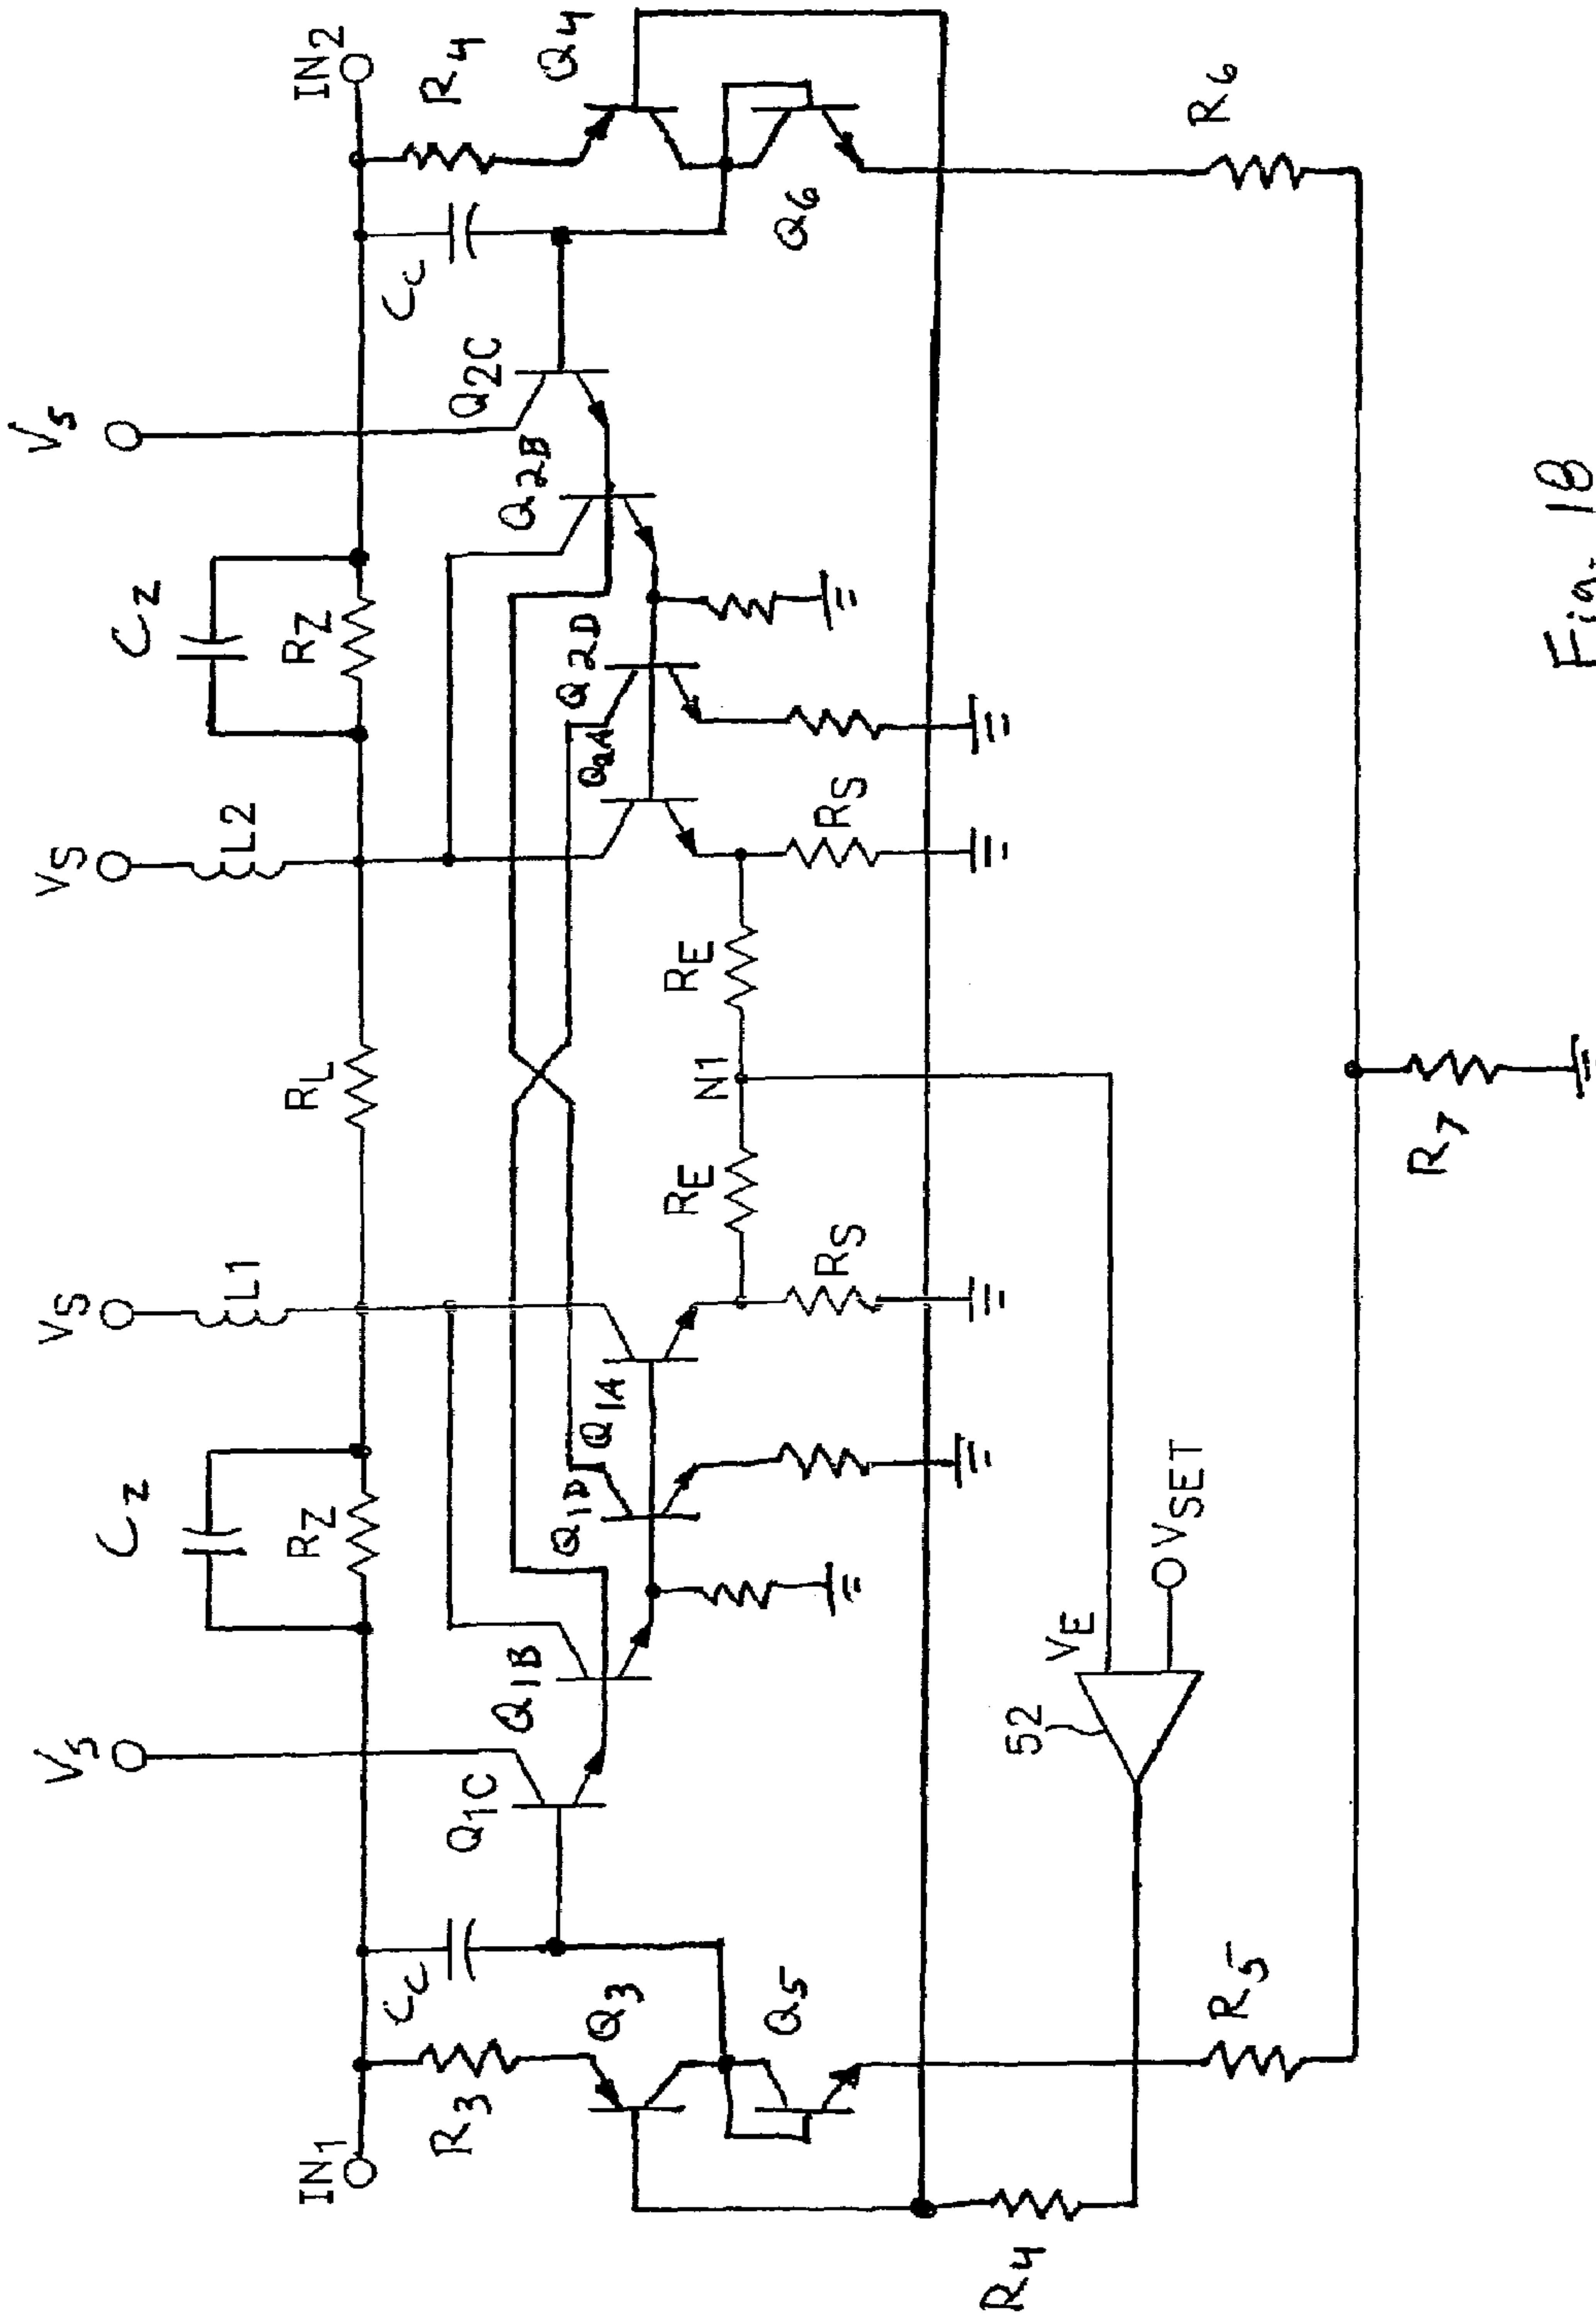 IN1
IN2
VS
VS
VS
VS
L1
L2
CZ
RZ
RL
CZ
RZ
CC
CC
R3
R4
Q3
Q4
Q5
Q6
Q1C
Q1B
Q1D
Q1A
Q2A
Q2D
Q2B
Q2C
RE
N1
RE
RS
RS
VE
VSET
52
R4
R5
R6
R7
Fig. 18